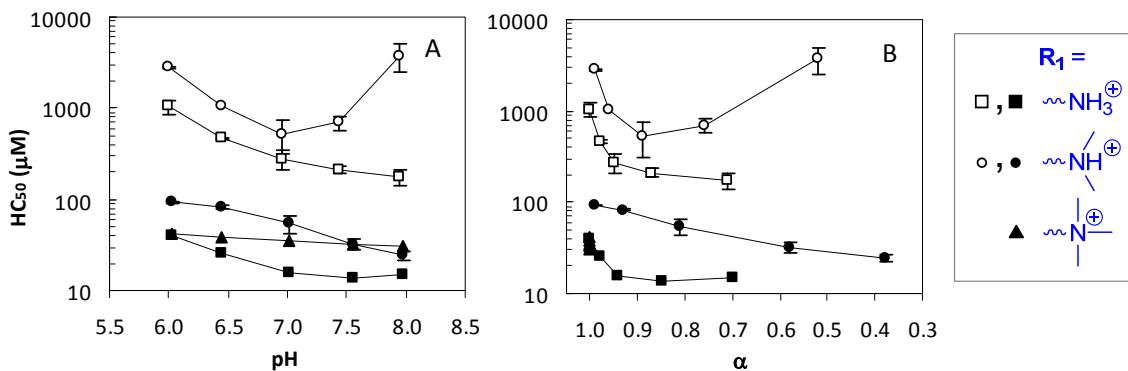 A
10000
1000
100
10
HC₅₀ (µM)
5.5 6.0 6.5 7.0 7.5 8.0 8.5
pH
B
10000
1000
100
10
1.0 0.9 0.8 0.7 0.6 0.5 0.4 0.3
α
R₁ =
, NH₃⊕
, NH⊕
N⊕